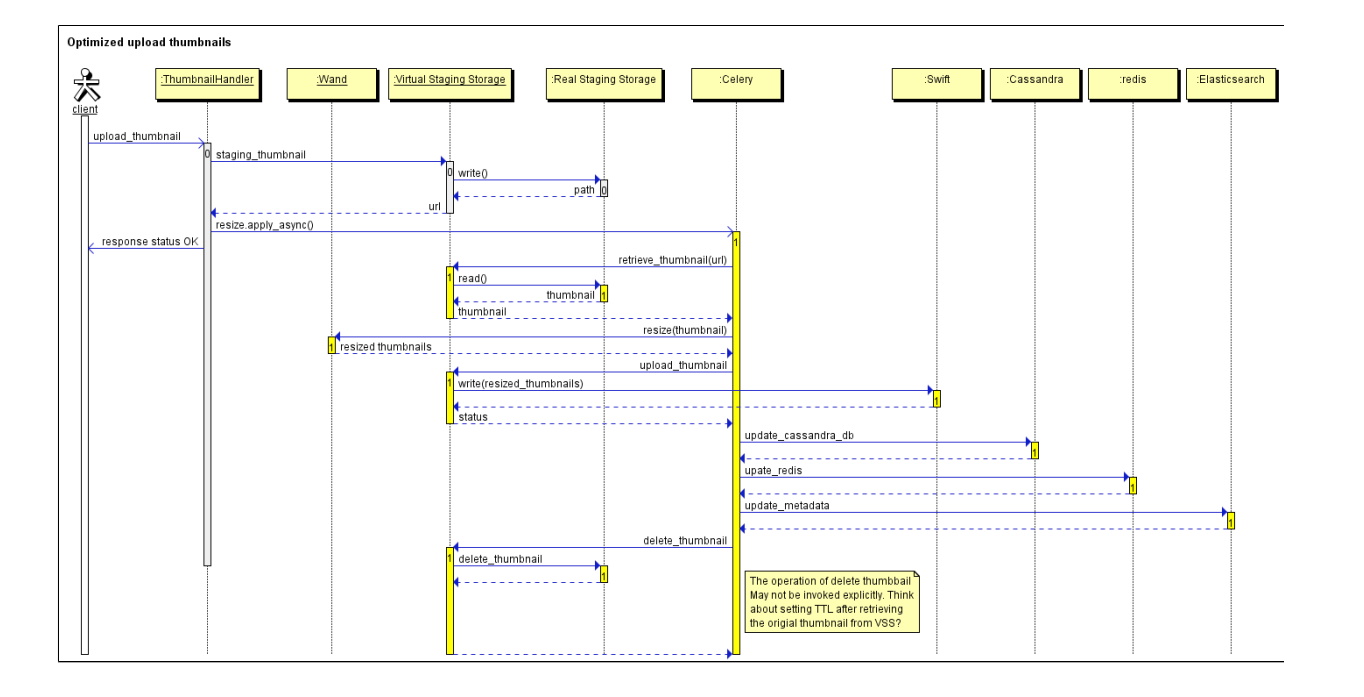 Optimized upload thumbnails
:ThumbnailHandler :Wand :Virtual Staging Storage :Real Staging Storage :Celery :Swift :Cassandra :redis :Elasticsearch
client
upload_thumbnail
0 staging_thumbnail
0 write()
path 0
url
resize.apply_async()
response status OK 1
retrieve_thumbnail(url)
1 read()
thumbnail 1
thumbnail
resize(thumbnail)
1 resized thumbnails
upload_thumbnail
1 write(resized_thumbnails)
1
status
update_cassandra_db
1
upate_redis
1
update_metadata
1
delete_thumbnail
1 delete_thumbnail
1
The operation of delete thumbbail
May not be invoked explicitly. Think
about setting TTL after retrieving
the origial thumbnail from VSS?